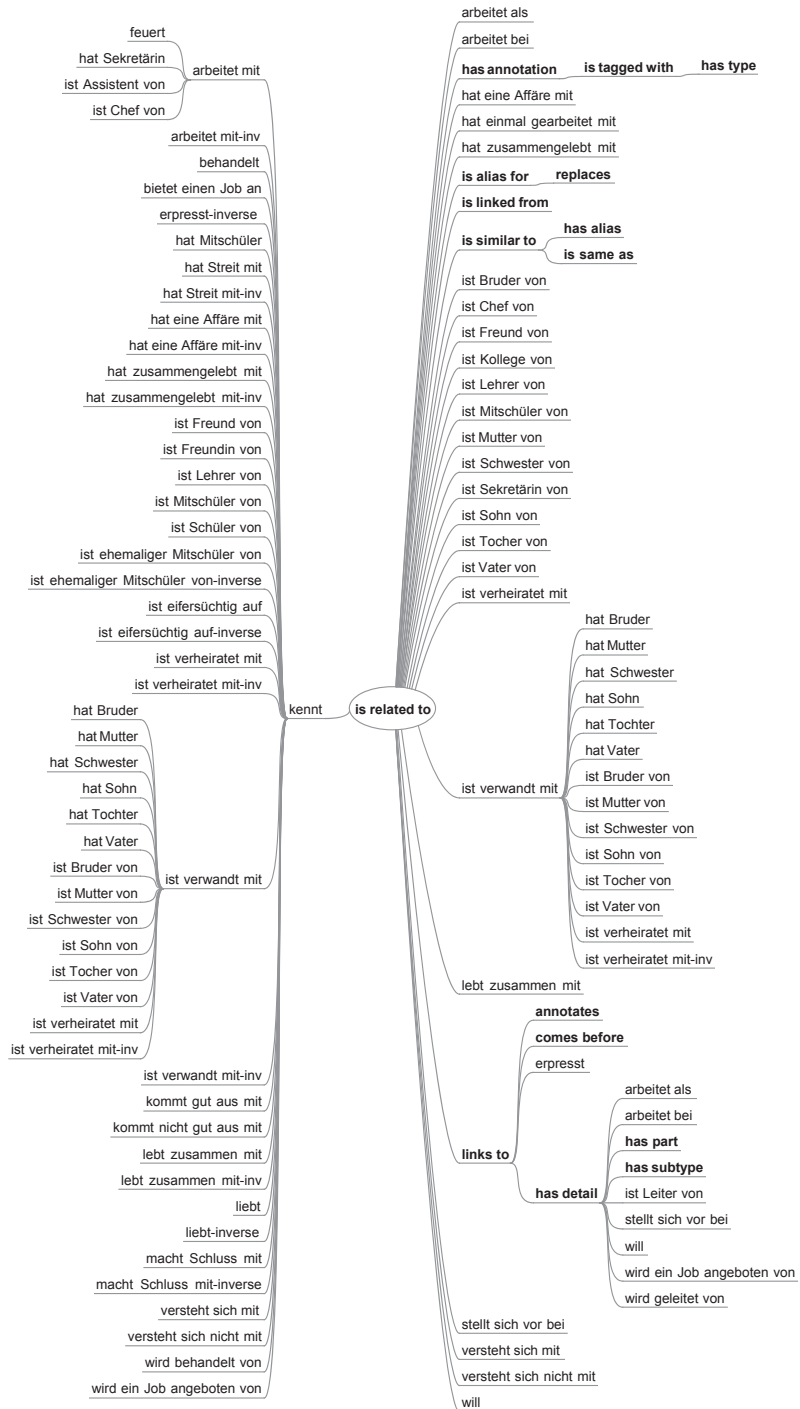 feuert
hat Sekretärin
ist Assistent von
ist Chef von
arbeitet mit
arbeitet mit-inv
behandelt
bietet einen Job an
erpresst-inverse
hat Mitschüler
hat Streit mit
hat Streit mit-inv
hat eine Affäre mit
hat eine Affäre mit-inv
hat zusammengelebt mit
hat zusammengelebt mit-inv
ist Freund von
ist Freundin von
ist Lehrer von
ist Mitschüler von
ist Schüler von
ist ehemaliger Mitschüler von
ist ehemaliger Mitschüler von-inverse
ist eifersüchtig auf
ist eifersüchtig auf-inverse
ist verheiratet mit
ist verheiratet mit-inv
kennt
hat Bruder
hat Mutter
hat Schwester
hat Sohn
hat Tochter
hat Vater
ist Bruder von
ist Mutter von
ist Schwester von
ist Sohn von
ist Tocher von
ist Vater von
ist verheiratet mit
ist verheiratet mit-inv
ist verwandt mit
ist verwandt mit-inv
kommt gut aus mit
kommt nicht gut aus mit
lebt zusammen mit
lebt zusammen mit-inv
liebt
liebt-inverse
macht Schluss mit
macht Schluss mit-inverse
versteht sich mit
versteht sich nicht mit
wird behandelt von
wird ein Job angeboten von
is related to
arbeitet als
arbeitet bei
has annotation
is tagged with
has type
hat eine Affäre mit
hat einmal gearbeitet mit
hat zusammengelebt mit
is alias for
replaces
is linked from
is similar to
has alias
is same as
ist Bruder von
ist Chef von
ist Freund von
ist Kollege von
ist Lehrer von
ist Mitschüler von
ist Mutter von
ist Schwester von
ist Sekretärin von
ist Sohn von
ist Tocher von
ist Vater von
ist verheiratet mit
ist verwandt mit
hat Bruder
hat Mutter
hat Schwester
hat Sohn
hat Tochter
hat Vater
ist Bruder von
ist Mutter von
ist Schwester von
ist Sohn von
ist Tocher von
ist Vater von
ist verheiratet mit
ist verheiratet mit-inv
lebt zusammen mit
links to
annotates
comes before
erpresst
has detail
arbeitet als
arbeitet bei
has part
has subtype
ist Leiter von
stellt sich vor bei
will
wird ein Job angeboten von
wird geleitet von
stellt sich vor bei
versteht sich mit
versteht sich nicht mit
will